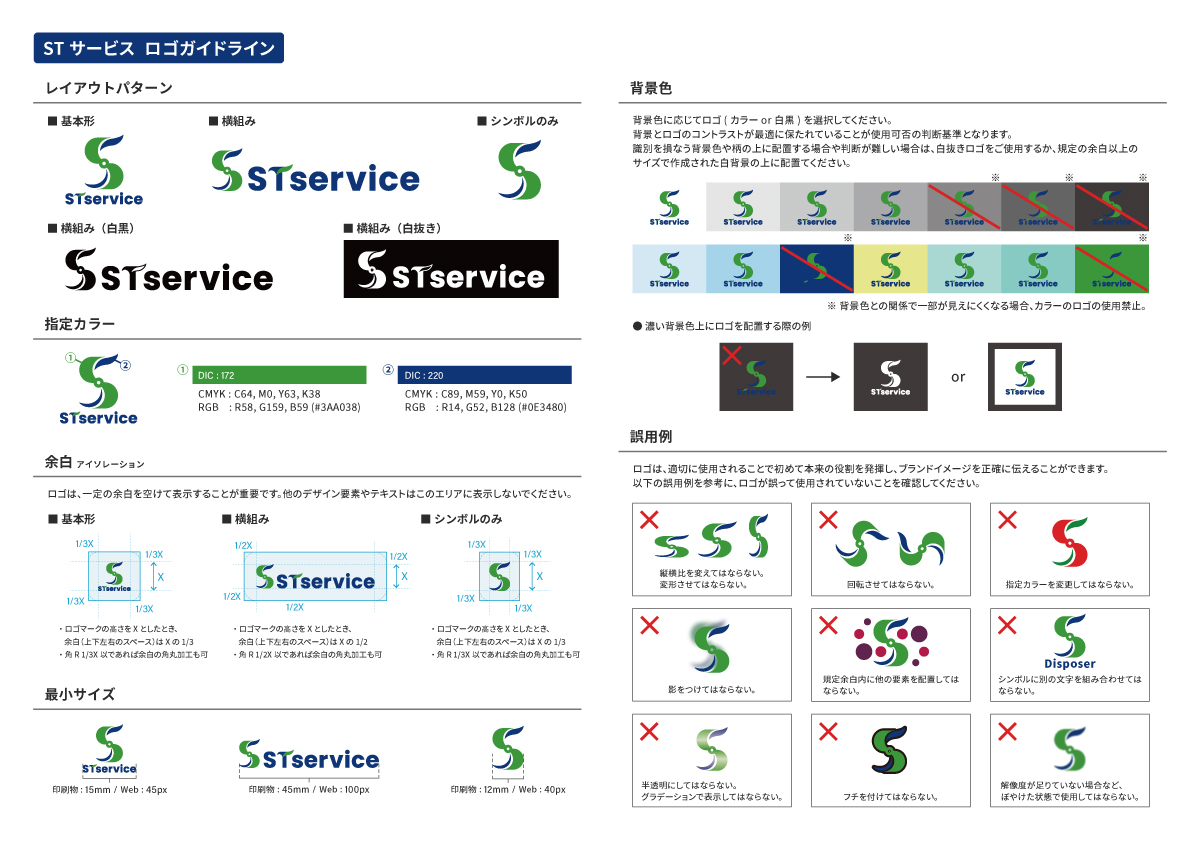 ST サービス ロゴガイドライン
レイアウトパターン
■ 基本形
■ 横組み
■ シンボルのみ
STservice
STservice
■ 横組み（白黒）
■ 横組み（白抜き）
STservice
STservice
指定カラー
①
②
STservice
① DIC : 172
CMYK : C64, M0, Y63, K38
RGB : R58, G159, B59 (#3AA038)
② DIC : 220
CMYK : C89, M59, Y0, K50
RGB : R14, G52, B128 (#0E3480)
余白 アイソレーション
ロゴは、一定の余白を空けて表示することが重要です。他のデザイン要素やテキストはこのエリアに表示しないでください。
■ 基本形
■ 横組み
■ シンボルのみ
1/3X
1/3X
X
STservice
1/3X
1/3X
1/2X
1/2X
X
STservice
1/2X
1/2X
1/3X
1/3X
X
1/3X
1/3X
・ロゴマークの高さを X としたとき、
余白（上下左右のスペース）は X の 1/3
・角 R 1/3X 以であれば余白の角丸加工も可
・ロゴマークの高さを X としたとき、
余白（上下左右のスペース）は X の 1/2
・角 R 1/2X 以であれば余白の角丸加工も可
・ロゴマークの高さを X としたとき、
余白（上下左右のスペース）は X の 1/3
・角 R 1/3X 以であれば余白の角丸加工も可
最小サイズ
STservice
STservice
印刷物 : 15mm / Web : 45px
印刷物 : 45mm / Web : 100px
印刷物 : 12mm / Web : 40px
背景色
背景色に応じてロゴ ( カラー or 白黒 ) を選択してください。
背景とロゴのコントラストが最適に保たれていることが使用可否の判断基準となります。
識別を損なう背景色や柄の上に配置する場合や判断が難しい場合は、白抜きロゴをご使用するか、規定の余白以上の
サイズで作成された白背景の上に配置てください。
※ ※ ※
STservice STservice STservice STservice STservice STservice STservice
※ ※
STservice STservice STservice STservice STservice STservice
※ 背景色との関係で一部が見えにくくなる場合、カラーのロゴの使用禁止。
● 濃い背景色上にロゴを配置する際の例
STservice
STservice
or
STservice
誤用例
ロゴは、適切に使用されることで初めて本来の役割を発揮し、ブランドイメージを正確に伝えることができます。
以下の誤用例を参考に、ロゴが誤って使用されていないことを確認してください。
縦横比を変えてはならない。
変形させてはならない。
回転させてはならない。
指定カラーを変更してはならない。
影をつけてはならない。
規定余白内に他の要素を配置しては
ならない。
Disposer
シンボルに別の文字を組み合わせては
ならない。
半透明にしてはならない。
グラデーションで表示してはならない。
フチを付けてはならない。
解像度が足りていない場合など、
ぼやけた状態で使用してはならない。